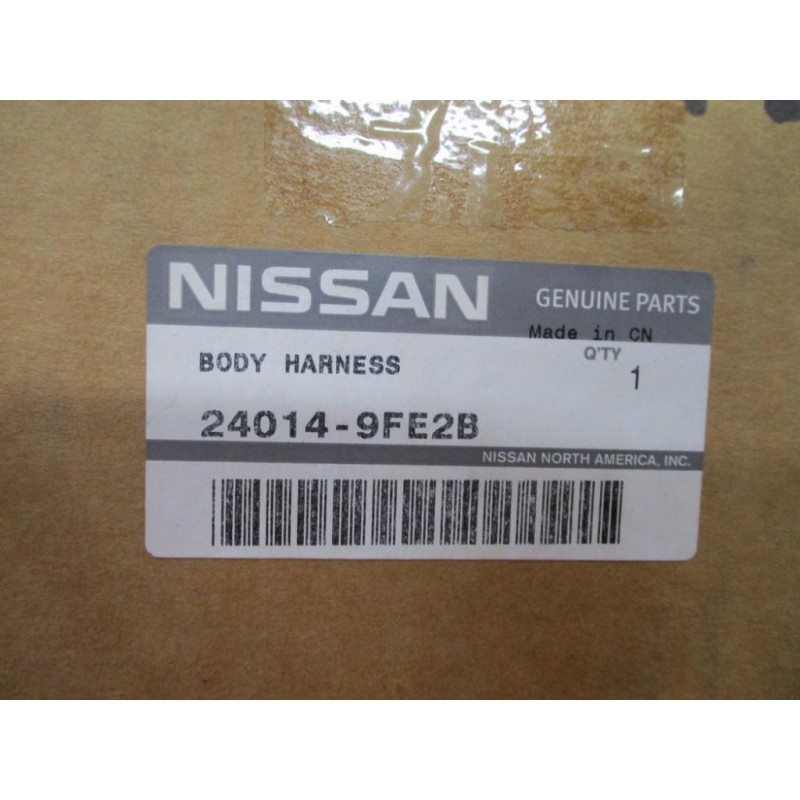 NISSAN GENUINE PARTS
Made in CN
BODY HARNESS Q'TY 1
24014-9FE2B
NISSAN NORTH AMERICA, INC.